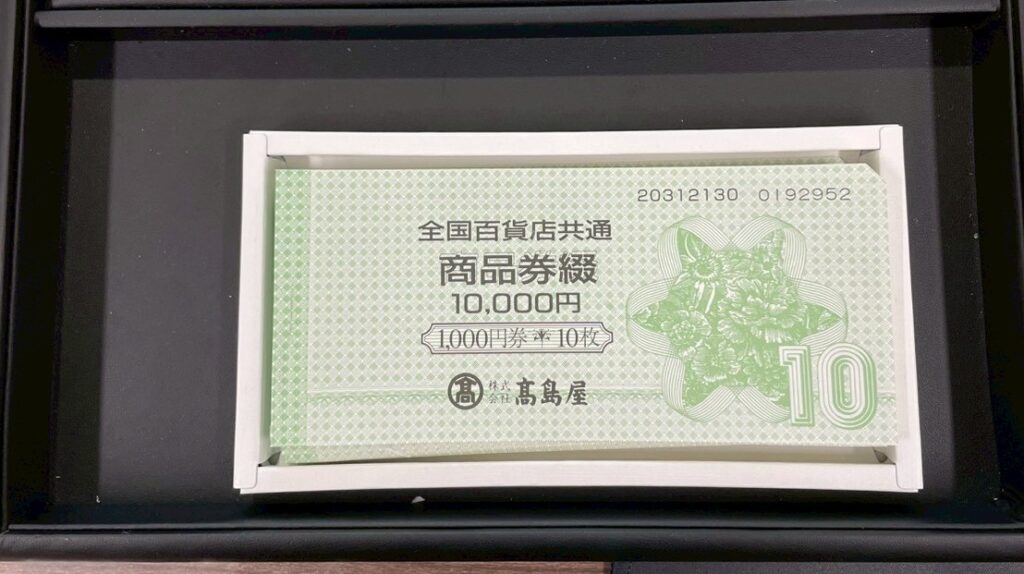 20312130 0192952
全国百貨店共通
商品券綴
10,000円
1,000円券 10枚
髙 株式会社 髙島屋
10